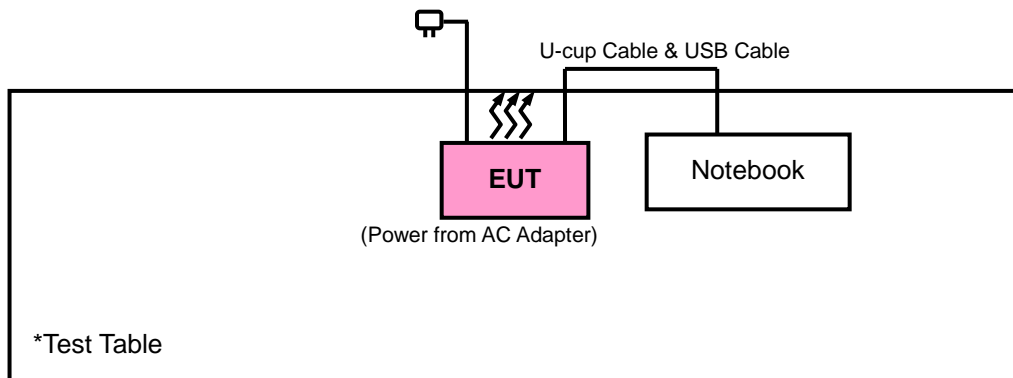 U-cup Cable & USB Cable
EUT
Notebook
(Power from AC Adapter)
*Test Table